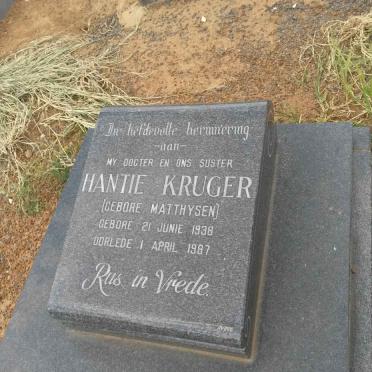 In liefdevolle herinnering
-aan-
MY DOGTER EN ONS SUSTER
HANTIE KRUGER
(GEBORE MATTHYSEN)
GEBORE 21 JUNIE 1938
OORLEDE 1 APRIL 1987
Rus in Vrede.